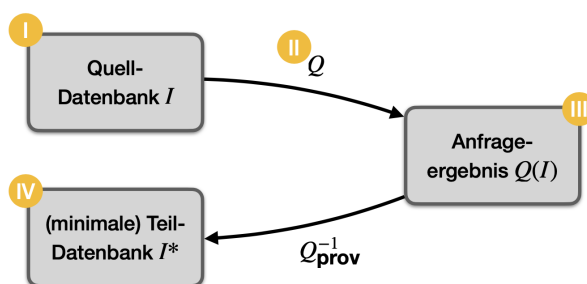 I
Quell-
Datenbank I
II
Q
III
Anfrage-
ergebnis Q(I)
IV
(minimale) Teil-
Datenbank I*
Q⁻¹prov